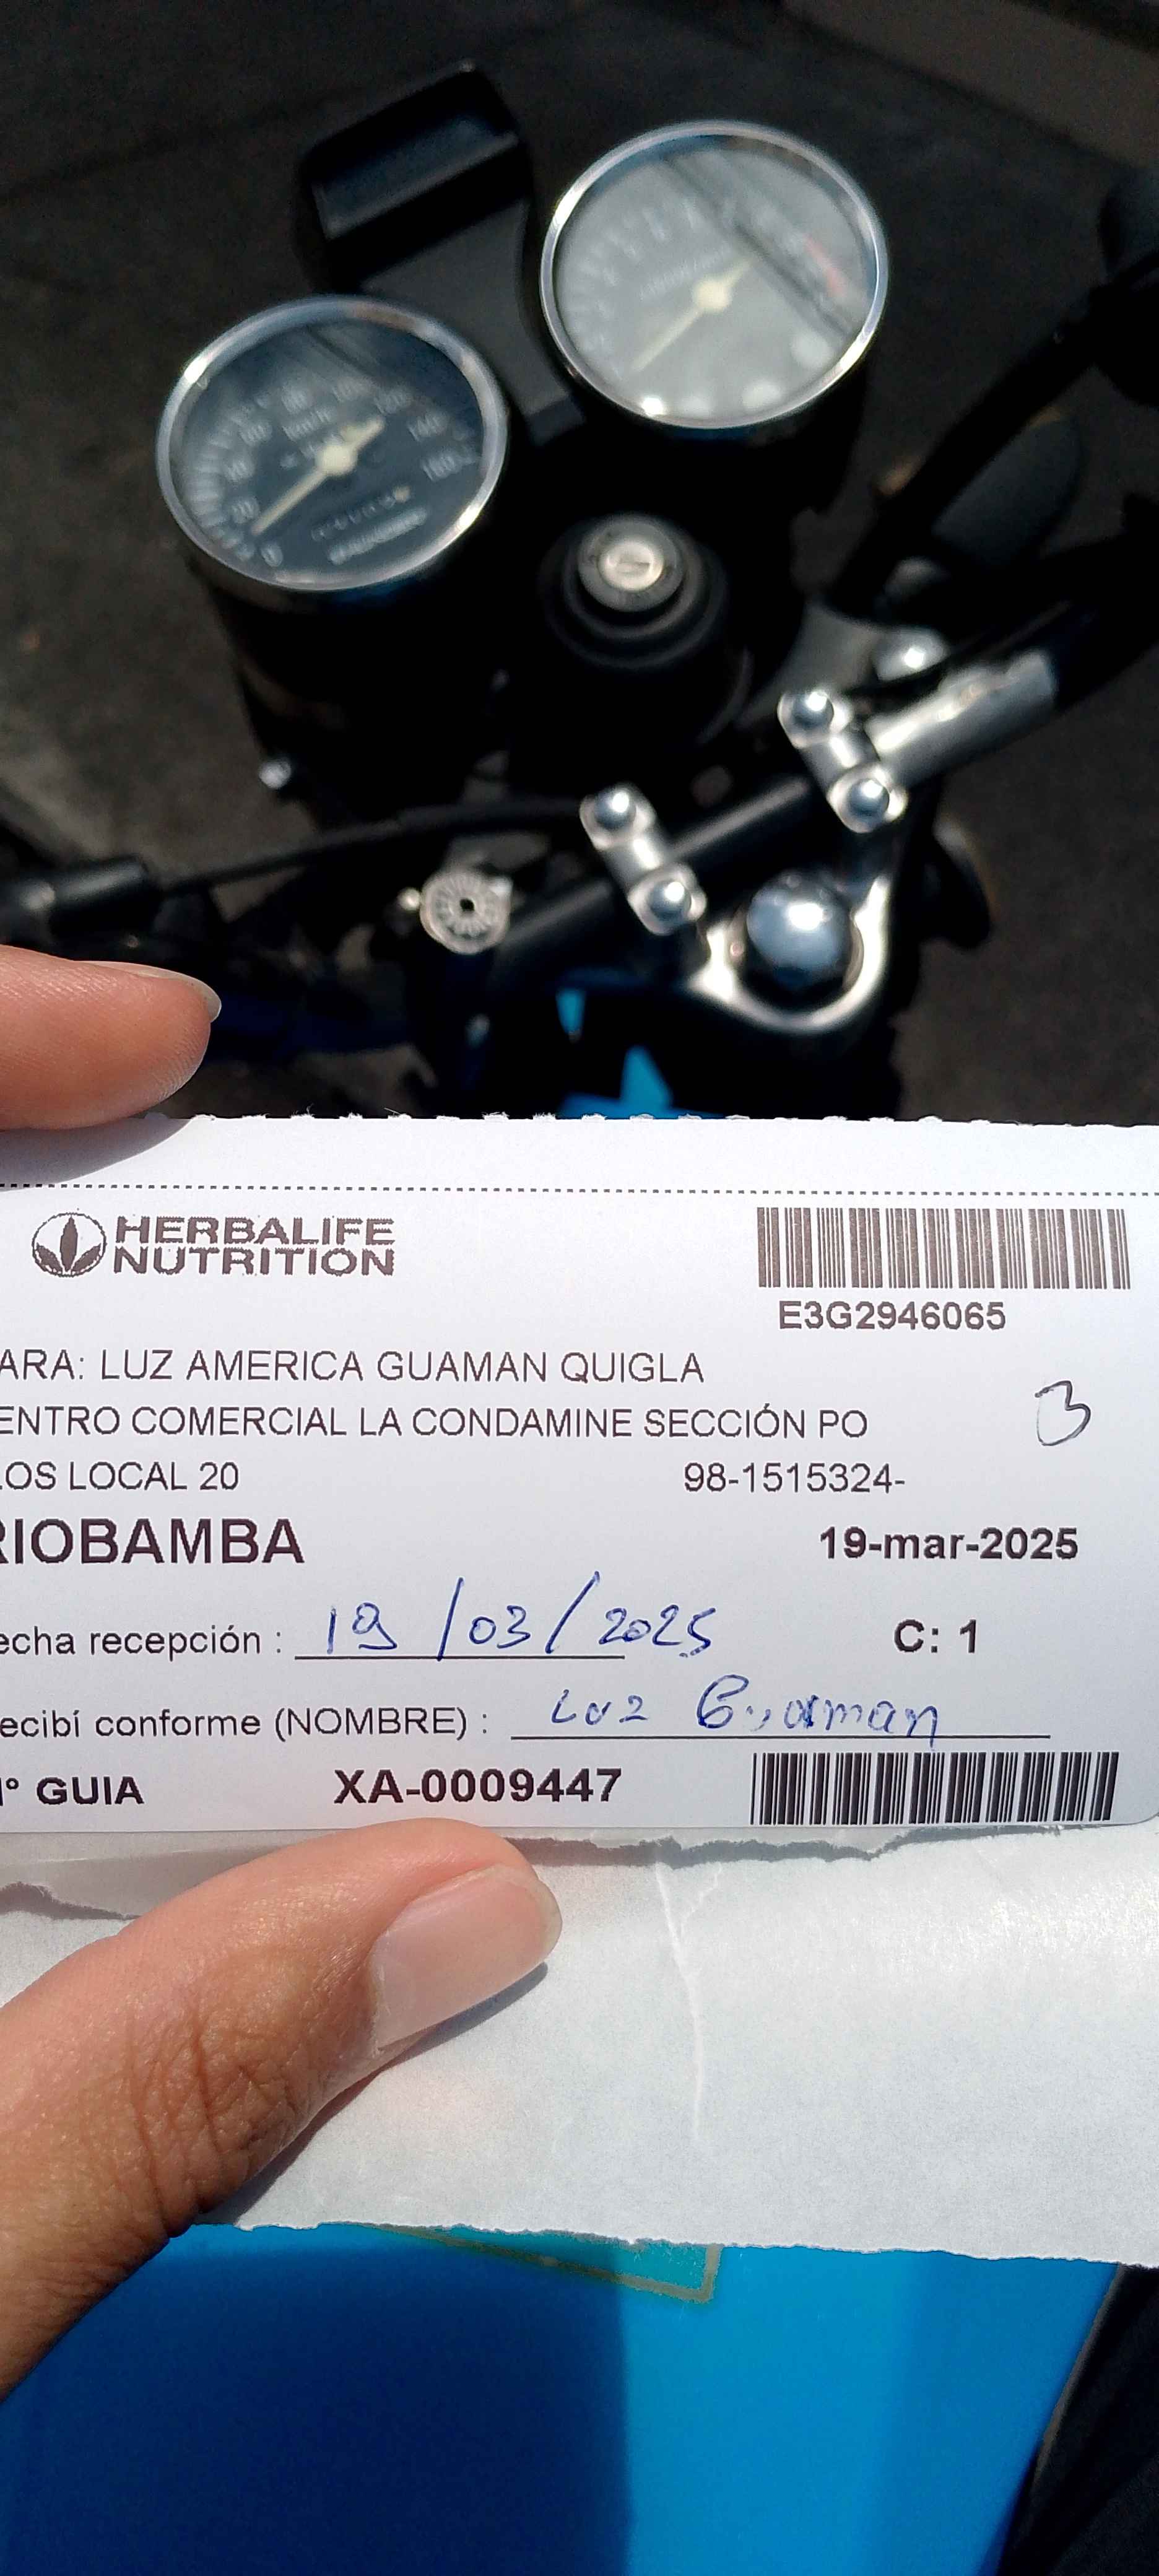 HERBALIFE
NUTRITION
E3G2946065
ARA: LUZ AMERICA GUAMAN QUIGLA
3
ENTRO COMERCIAL LA CONDAMINE SECCIÓN PO
LOS LOCAL 20 98-1515324-
RIOBAMBA 19-mar-2025
echa recepción : 19/03/2025 C: 1
ecibí conforme (NOMBRE) : Luz Guaman
N° GUIA XA-0009447